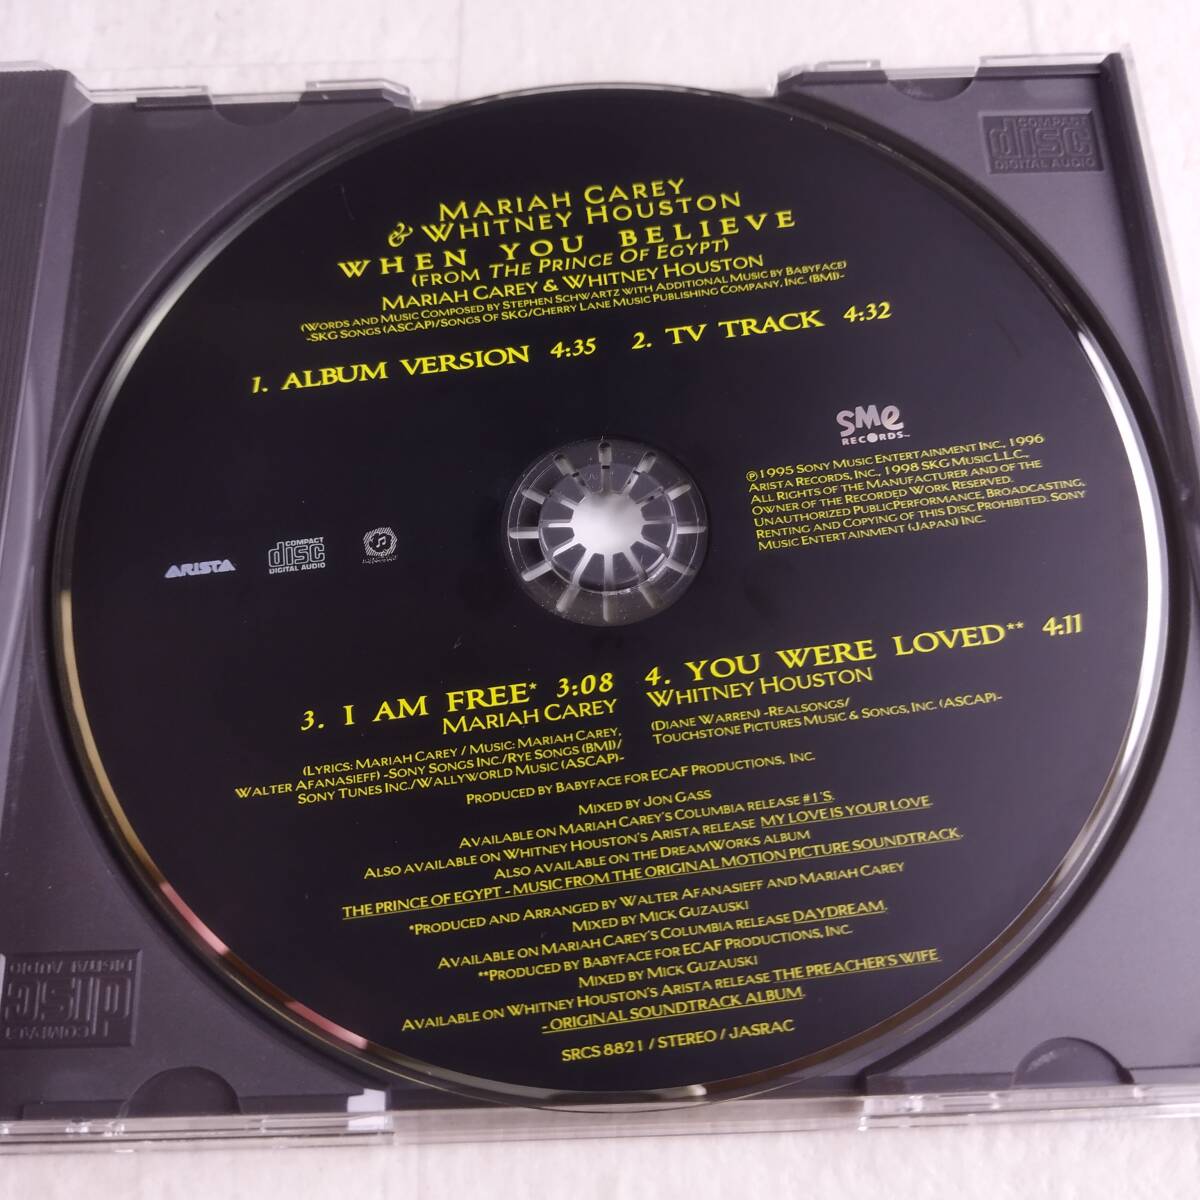 MARIAH CAREY
& WHITNEY HOUSTON
WHEN YOU BELIEVE
(FROM THE PRINCE OF EGYPT)
MARIAH CAREY & WHITNEY HOUSTON
(WORDS AND MUSIC COMPOSED BY STEPHEN SCHWARTZ WITH ADDITIONAL MUSIC BY BABYFACE)
-SKG SONGS (ASCAP)/SONGS OF SKG/CHERRY LANE MUSIC PUBLISHING COMPANY, INC. (BMI)-
1. ALBUM VERSION 4:35 2. TV TRACK 4:32
COMPACT
disc
DIGITAL AUDIO
SMe
RECORDS
℗1995 SONY MUSIC ENTERTAINMENT INC., 1996
ARISTA RECORDS, INC., 1998 SKG MUSIC L.L.C.,
ALL RIGHTS OF THE MANUFACTURER AND OF THE
OWNER OF THE RECORDED WORK RESERVED.
UNAUTHORIZED PUBLICPERFORMANCE, BROADCASTING,
RENTING AND COPYING OF THIS DISC PROHIBITED. SONY
MUSIC ENTERTAINMENT (JAPAN) INC.
ARISTA
COMPACT
disc
DIGITAL AUDIO
3. I AM FREE* 3:08
MARIAH CAREY
(LYRICS: MARIAH CAREY / MUSIC: MARIAH CAREY,
WALTER AFANASIEFF) -SONY SONGS INC./RYE SONGS (BMI)/
SONY TUNES INC./WALLYWORLD MUSIC (ASCAP)-
4. YOU WERE LOVED** 4:11
WHITNEY HOUSTON
(DIANE WARREN) -REALSONGS/
TOUCHSTONE PICTURES MUSIC & SONGS, INC. (ASCAP)-
PRODUCED BY BABYFACE FOR ECAF PRODUCTIONS, INC.
MIXED BY JON GASS
AVAILABLE ON MARIAH CAREY'S COLUMBIA RELEASE #1'S.
ALSO AVAILABLE ON WHITNEY HOUSTON'S ARISTA RELEASE MY LOVE IS YOUR LOVE.
ALSO AVAILABLE ON THE DREAMWORKS ALBUM
THE PRINCE OF EGYPT - MUSIC FROM THE ORIGINAL MOTION PICTURE SOUNDTRACK.
*PRODUCED AND ARRANGED BY WALTER AFANASIEFF AND MARIAH CAREY
MIXED BY MICK GUZAUSKI
AVAILABLE ON MARIAH CAREY'S COLUMBIA RELEASE DAYDREAM.
**PRODUCED BY BABYFACE FOR ECAF PRODUCTIONS, INC.
MIXED BY MICK GUZAUSKI
AVAILABLE ON WHITNEY HOUSTON'S ARISTA RELEASE THE PREACHER'S WIFE
- ORIGINAL SOUNDTRACK ALBUM.
SRCS 8821 / STEREO / JASRAC
COMPACT
disc
DIGITAL AUDIO